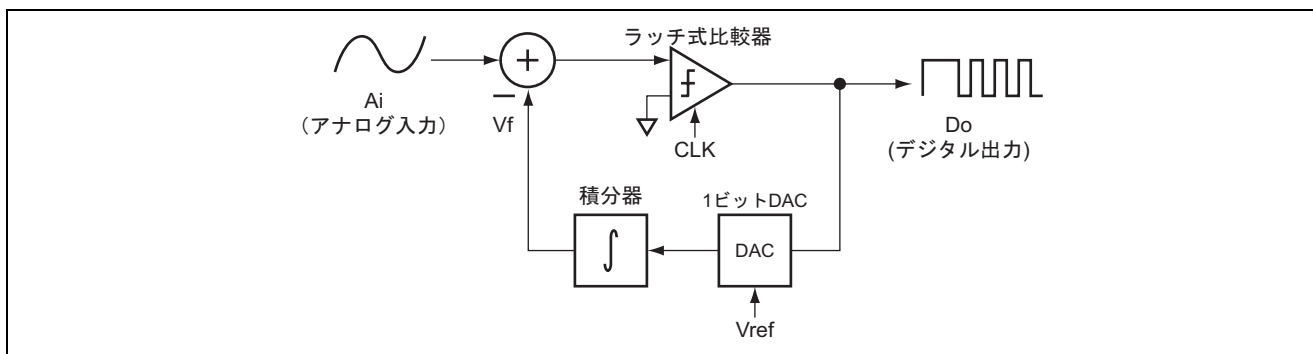 ラッチ式比較器
+
Ai
(アナログ入力)
−
Vf
CLK
Do
(デジタル出力)
積分器
1ビットDAC
∫
DAC
Vref